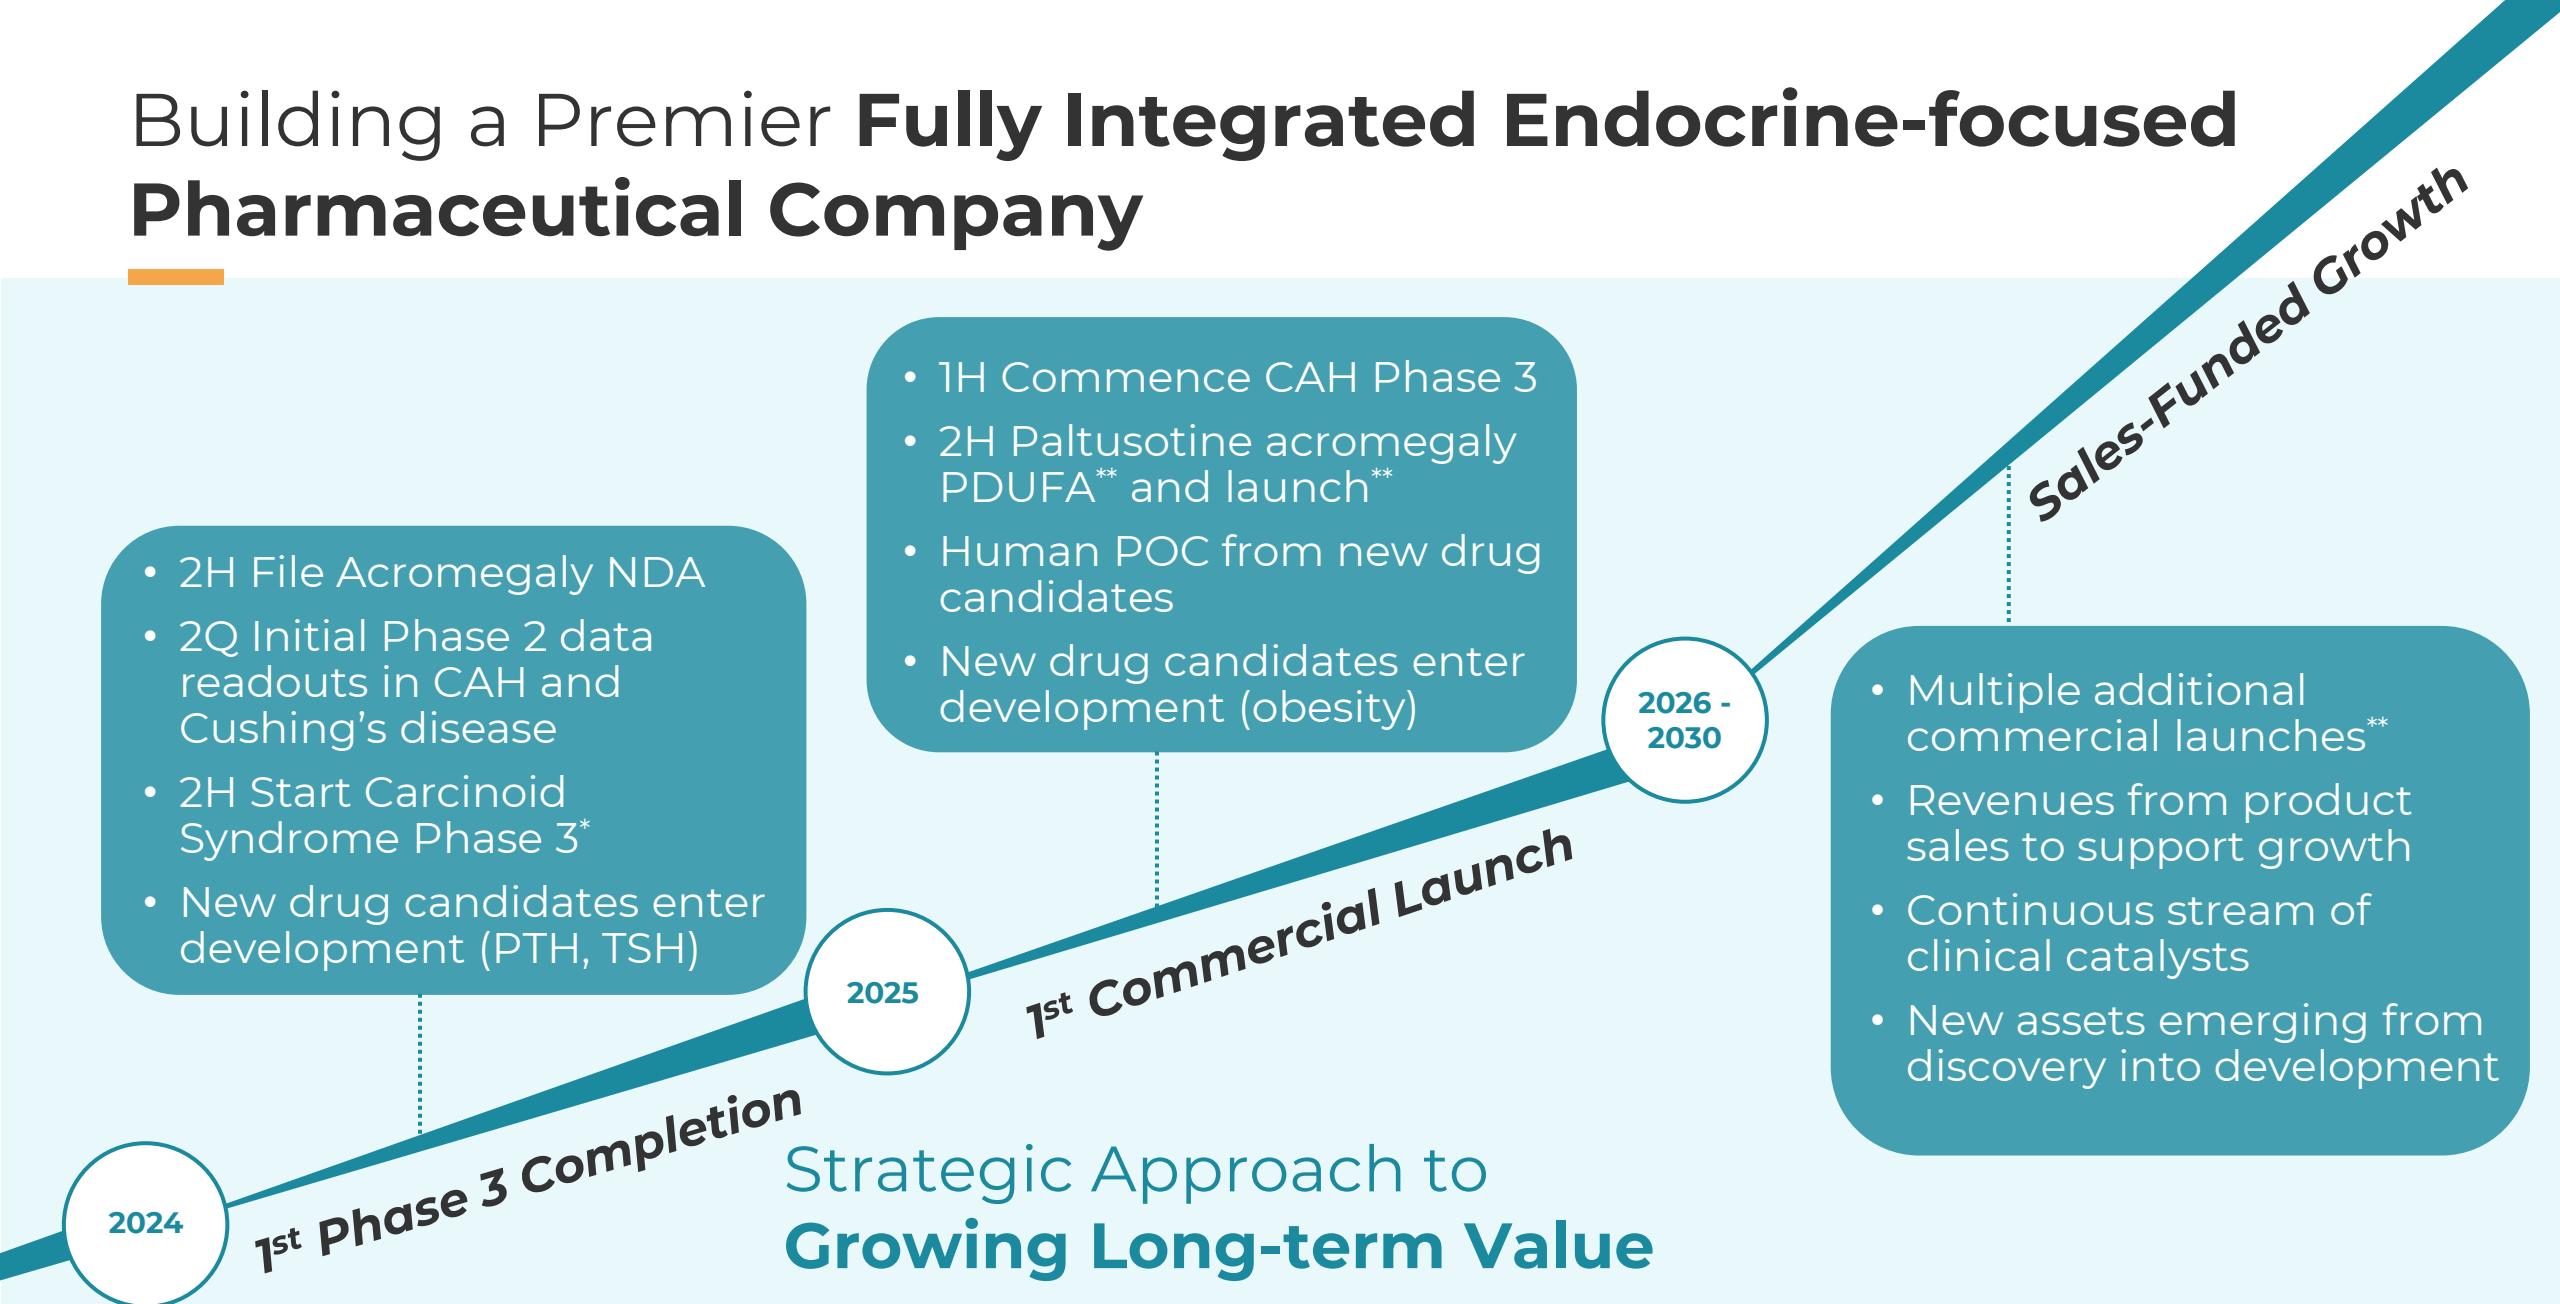 Building a Premier Fully Integrated Endocrine-focused
Pharmaceutical Company
• 2H File Acromegaly NDA
• 2Q Initial Phase 2 data
readouts in CAH and
Cushing’s disease
• 2H Start Carcinoid
Syndrome Phase 3*
• New drug candidates enter
development (PTH, TSH)
• 1H Commence CAH Phase 3
• 2H Paltusotine acromegaly
PDUFA** and launch**
• Human POC from new drug
candidates
• New drug candidates enter
development (obesity)
• Multiple additional
commercial launches**
• Revenues from product
sales to support growth
• Continuous stream of
clinical catalysts
• New assets emerging from
discovery into development
2024
1st Phase 3 Completion
2025
1st Commercial Launch
2026 -
2030
Sales-Funded Growth
Strategic Approach to
Growing Long-term Value